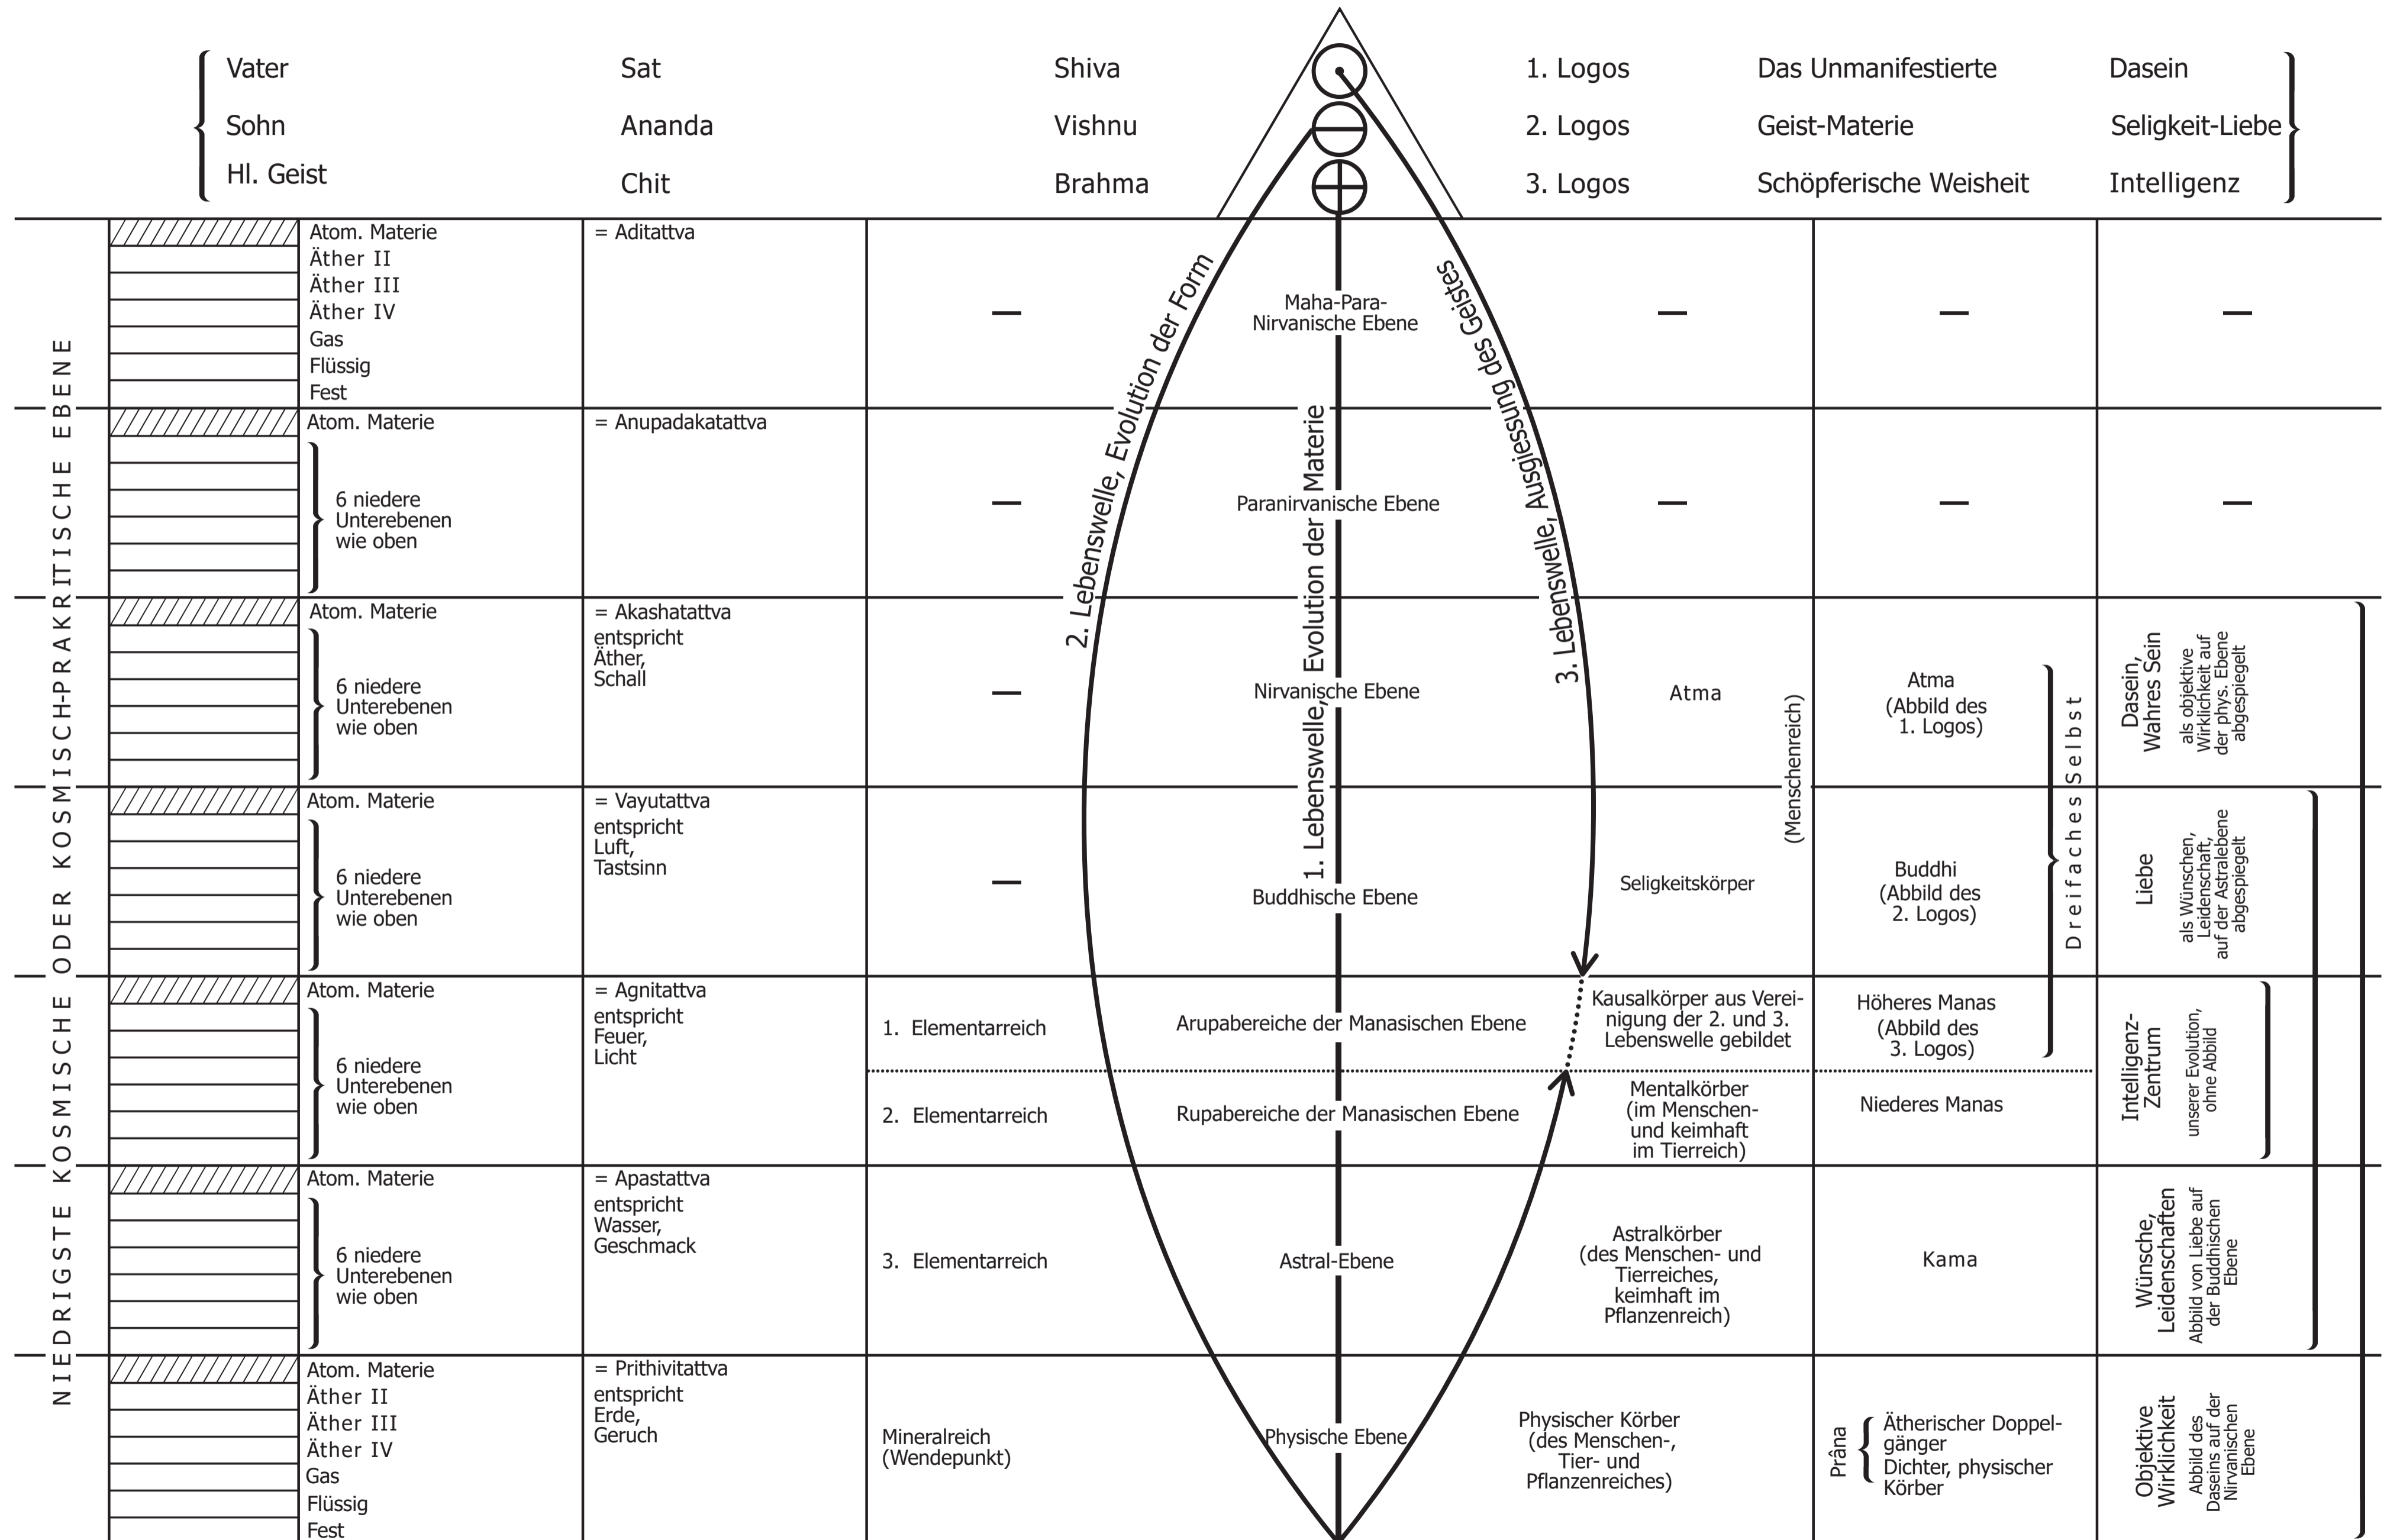 Vater
Sat
Shiva
1. Logos
Das Unmanifestierte
Dasein
Sohn
Ananda
Vishnu
2. Logos
Geist-Materie
Seligkeit-Liebe
Hl. Geist
Chit
Brahma
3. Logos
Schöpferische Weisheit
Intelligenz
NIEDRIGSTE KOSMISCHE ODER KOSMISCH-PRAKRITISCHE EBENE
2. Lebenswelle, Evolution der Form
1. Lebenswelle, Evolution der Materie
3. Lebenswelle, Ausgiessung des Geistes
Atom. Materie
Äther II
Äther III
Äther IV
Gas
Flüssig
Fest
= Aditattva
—
Maha-Para-
Nirvanische Ebene
—
—
—
Atom. Materie
6 niedere
Unterebenen
wie oben
= Anupadakatattva
—
Paranirvanische Ebene
—
—
—
Atom. Materie
6 niedere
Unterebenen
wie oben
= Akashatattva
entspricht
Äther,
Schall
—
Nirvanische Ebene
Atma
(Menschenreich)
Atma
(Abbild des
1. Logos)
Dreifaches Selbst
Dasein,
Wahres Sein
als objektive
Wirklichkeit auf
der phys. Ebene
abgespiegelt
Atom. Materie
6 niedere
Unterebenen
wie oben
= Vayutattva
entspricht
Luft,
Tastsinn
—
Buddhische Ebene
Seligkeitskörper
Buddhi
(Abbild des
2. Logos)
Liebe
als Wünschen,
Leidenschaft,
auf der Astralebene
abgespiegelt
Atom. Materie
6 niedere
Unterebenen
wie oben
= Agnitattva
entspricht
Feuer,
Licht
1. Elementarreich
Arupabereiche der Manasischen Ebene
Kausalkörper aus Verei-
nigung der 2. und 3.
Lebenswelle gebildet
Höheres Manas
(Abbild des
3. Logos)
2. Elementarreich
Rupabereiche der Manasischen Ebene
Mentalkörber
(im Menschen-
und keimhaft
im Tierreich)
Niederes Manas
Intelligenz-
Zentrum
unserer Evolution,
ohne Abbild
Atom. Materie
6 niedere
Unterebenen
wie oben
= Apastattva
entspricht
Wasser,
Geschmack
3. Elementarreich
Astral-Ebene
Astralkörber
(des Menschen- und
Tierreiches,
keimhaft im
Pflanzenreich)
Kama
Wünsche,
Leidenschaften
Abbild von Liebe auf
der Buddhischen
Ebene
Atom. Materie
Äther II
Äther III
Äther IV
Gas
Flüssig
Fest
= Prithivitattva
entspricht
Erde,
Geruch
Mineralreich
(Wendepunkt)
Physische Ebene
Physischer Körber
(des Menschen-,
Tier- und
Pflanzenreiches)
Prâna
Ätherischer Doppel-
gänger
Dichter, physischer
Körber
Objektive
Wirklichkeit
Abbild des
Daseins auf der
Nirvanischen
Ebene